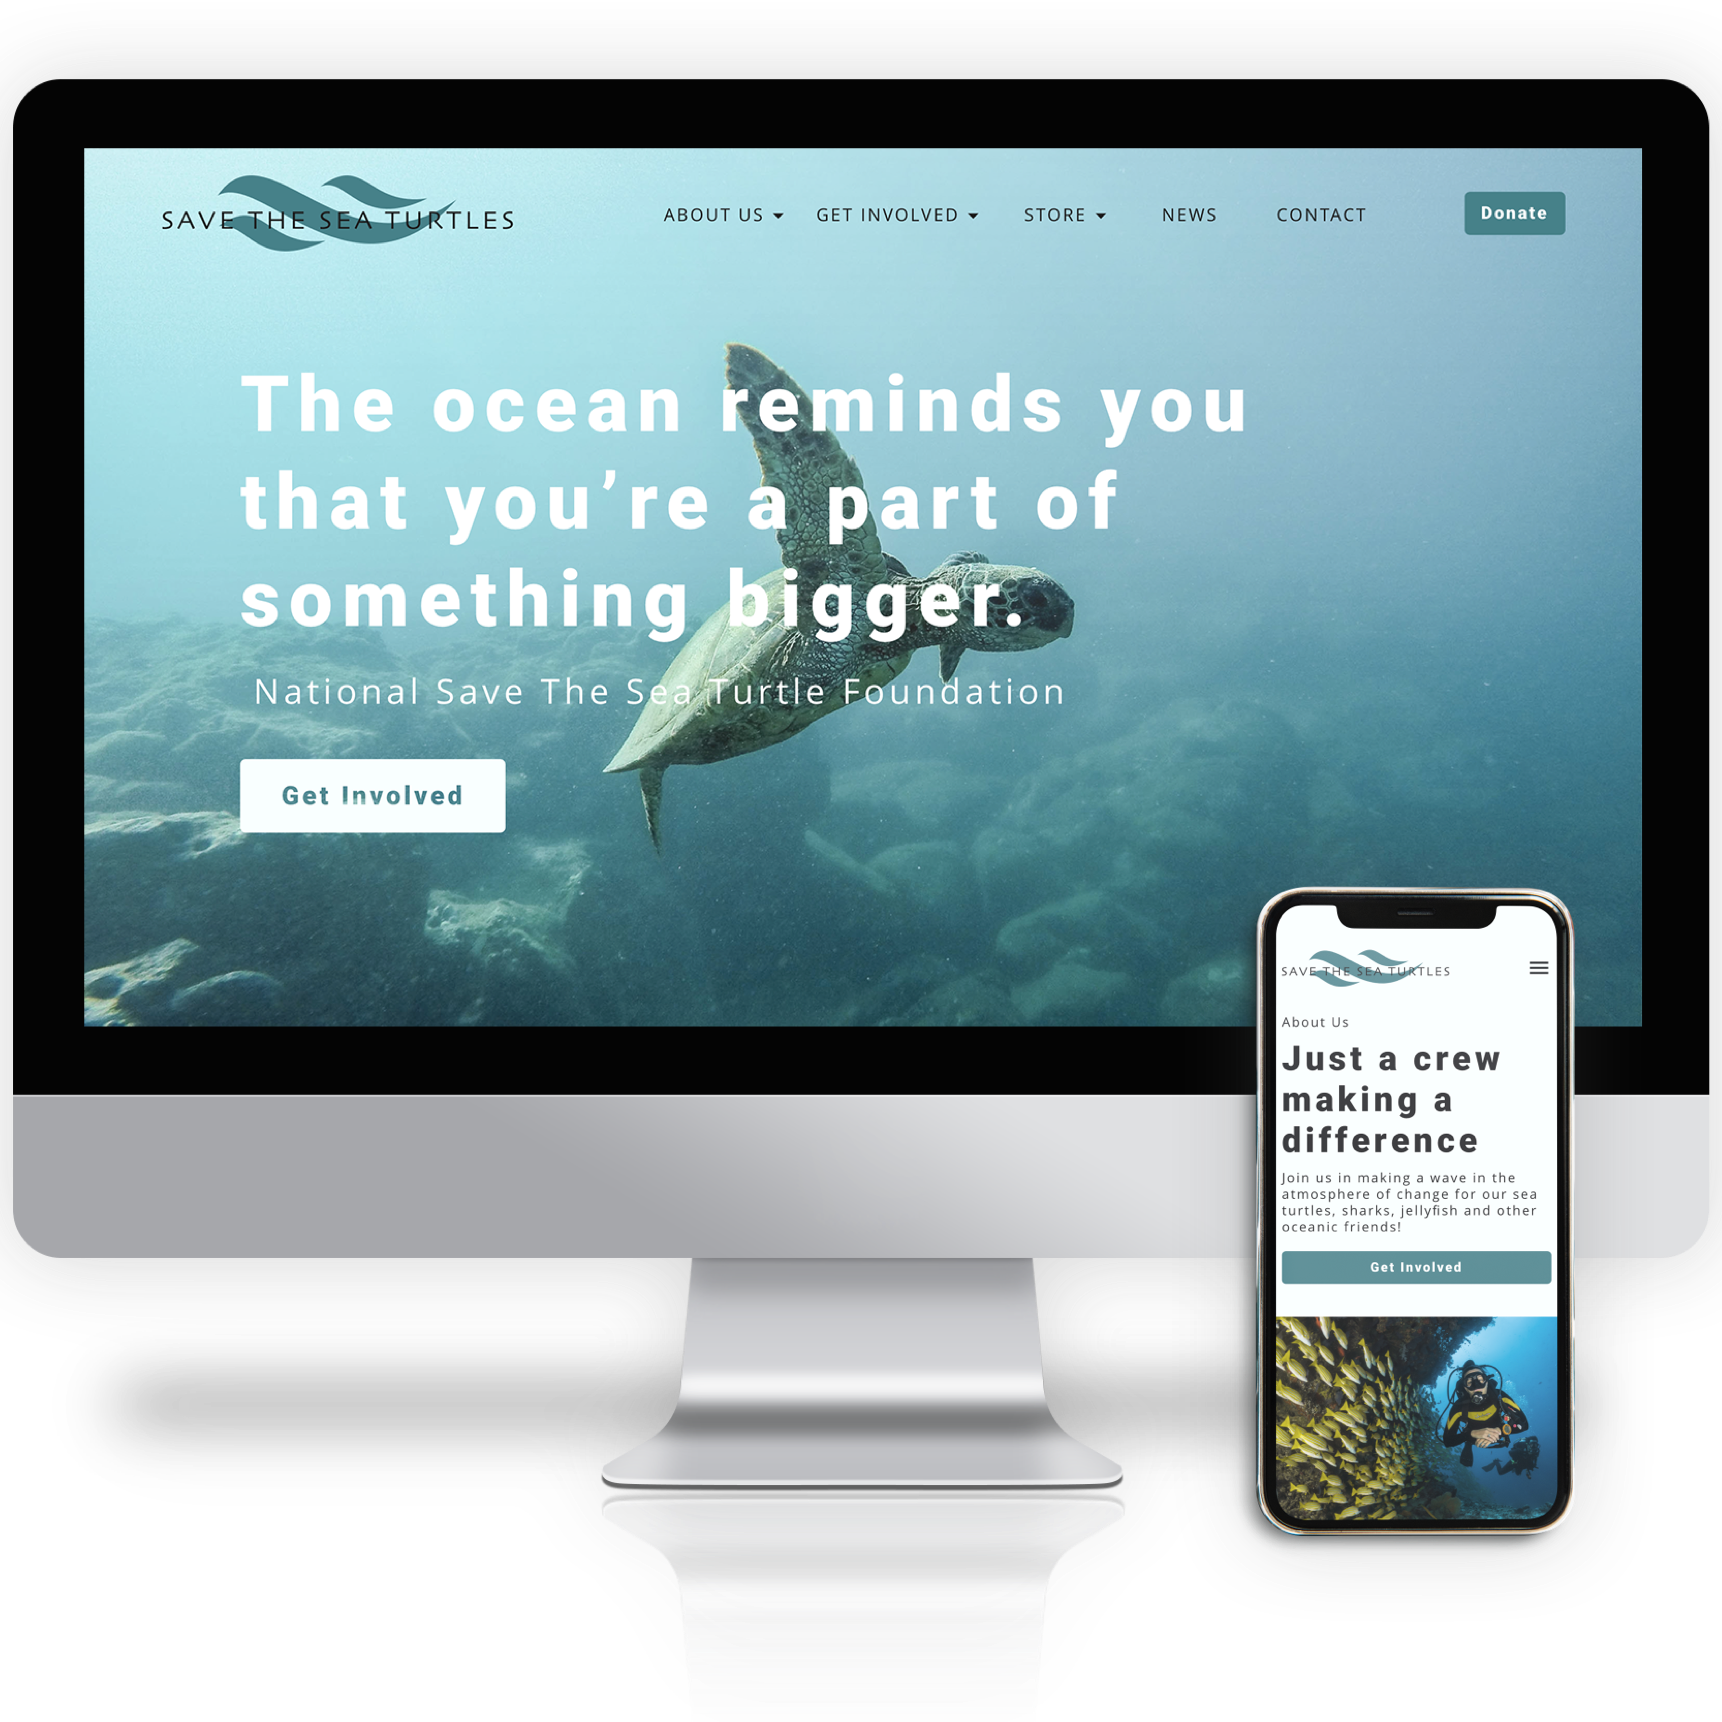 SAVE THE SEA TURTLES
ABOUT US GET INVOLVED STORE NEWS CONTACT Donate
The ocean reminds you
that you’re a part of
something bigger.
National Save The Sea Turtle Foundation
Get Involved
SAVE THE SEA TURTLES
About Us
Just a crew
making a
difference
Join us in making a wave in the
atmosphere of change for our sea
turtles, sharks, jellyfish and other
oceanic friends!
Get Involved